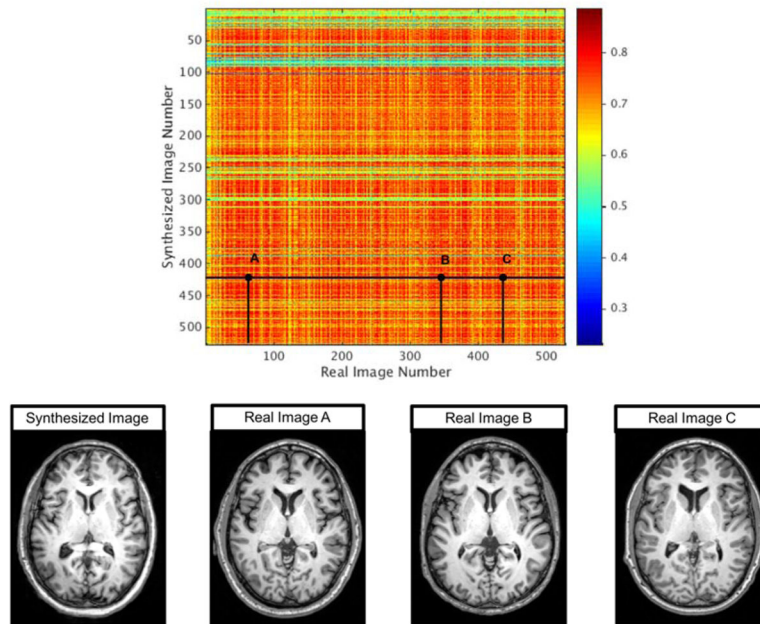 50
100
150
200
250
300
350
400
450
500
Synthesized Image Number
A
B
C
100
200
300
400
500
Real Image Number
0.8
0.7
0.6
0.5
0.4
0.3
Synthesized Image
Real Image A
Real Image B
Real Image C